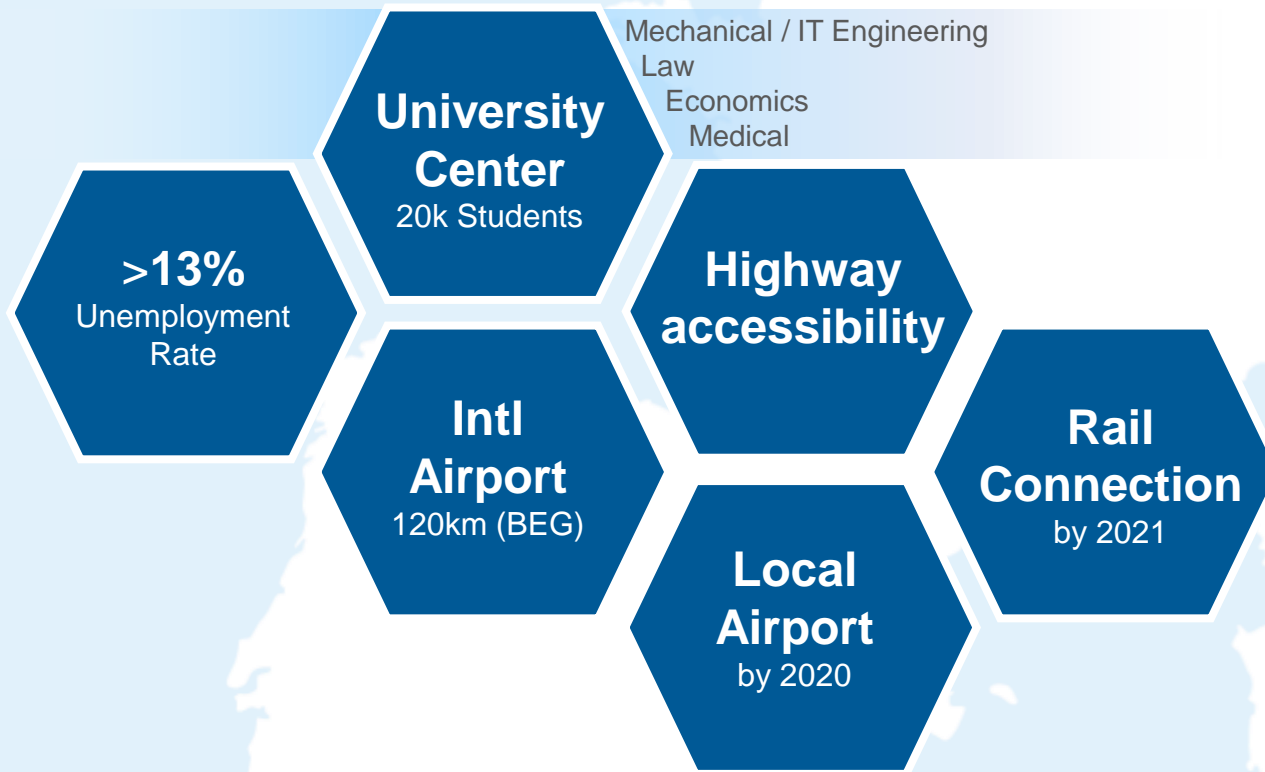 Mechanical / IT Engineering
Law
Economics
Medical
University
Center
20k Students
>13%
Unemployment
Rate
Highway
accessibility
Intl
Airport
120km (BEG)
Rail
Connection
by 2021
Local
Airport
by 2020